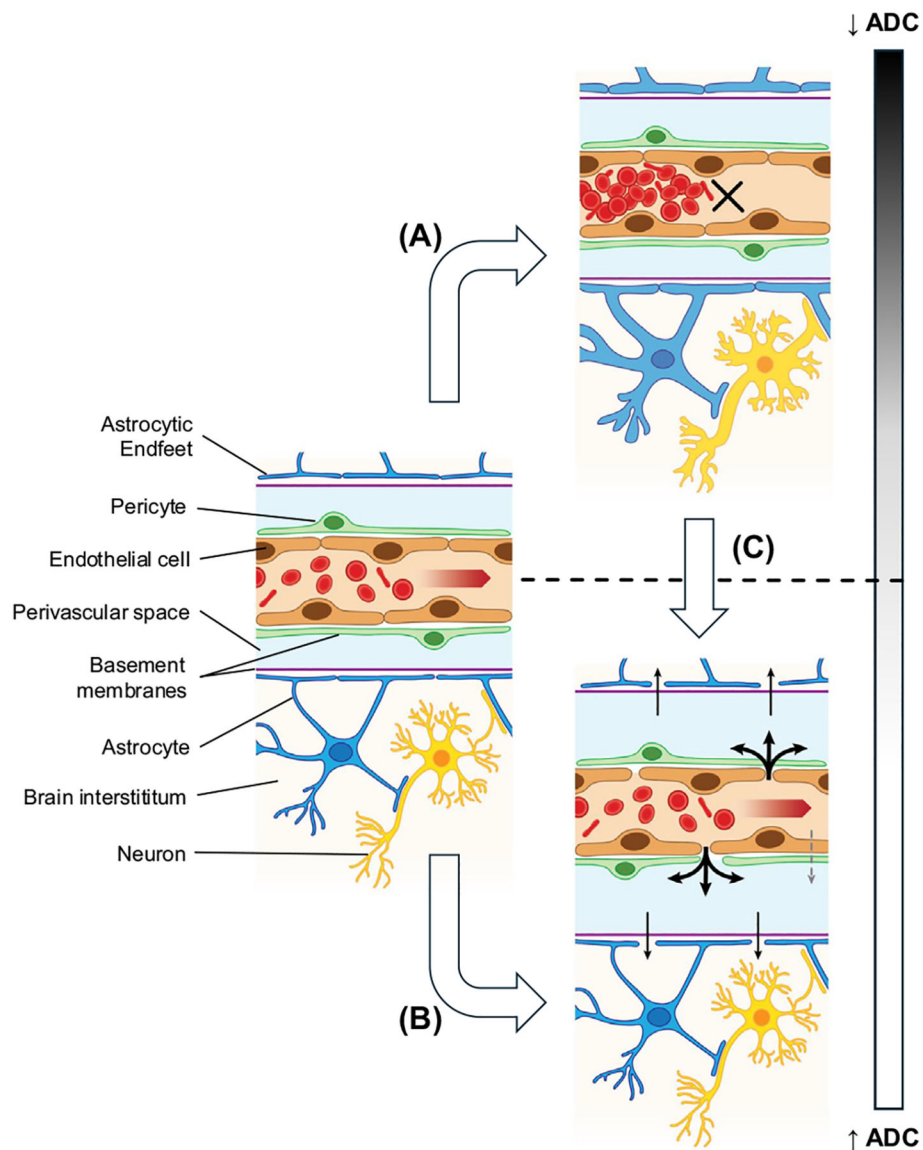 ↓ ADC
(A)
Astrocytic
Endfeet
Pericyte
Endothelial cell
(C)
Perivascular space
Basement
membranes
Astrocyte
Brain interstititum
Neuron
(B)
↑ ADC